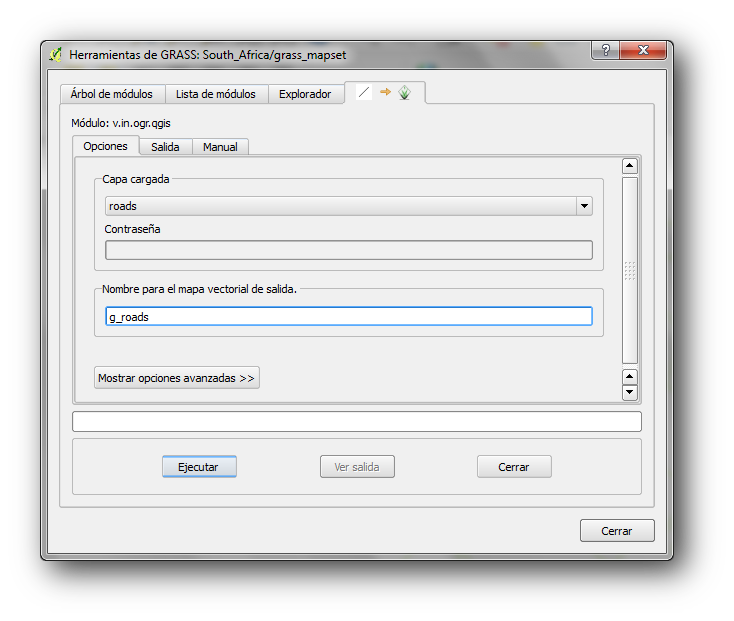 Herramientas de GRASS: South_Africa/grass_mapset
?
Árbol de módulos
Lista de módulos
Explorador
Módulo: v.in.ogr.qgis
Opciones
Salida
Manual
Capa cargada
roads
Contraseña
Nombre para el mapa vectorial de salida.
g_roads
Mostrar opciones avanzadas >>
Ejecutar
Ver salida
Cerrar
Cerrar